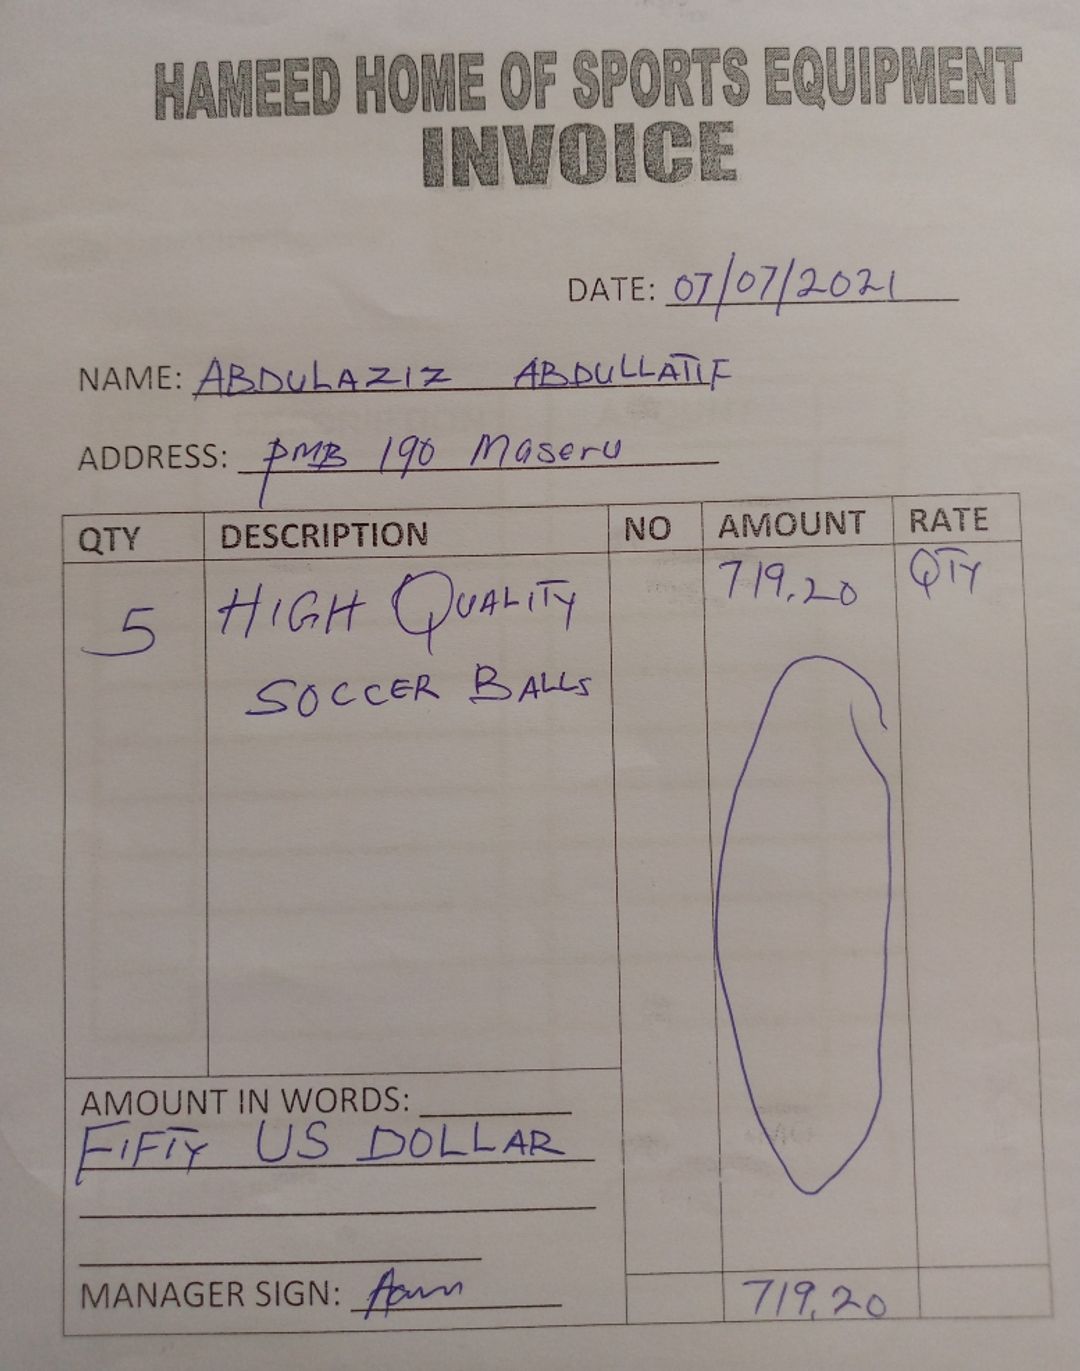 HAMEED HOME OF SPORTS EQUIPMENT
INVOICE
DATE: 07/07/2021
NAME: ABDULAZIZ ABDULLATIF
ADDRESS: PMB 190 Maseru
QTY DESCRIPTION NO AMOUNT RATE
5 HIGH QUALITY 719.20 QTY
SOCCER BALLS
AMOUNT IN WORDS:
FIFTY US DOLLAR
MANAGER SIGN:
719.20